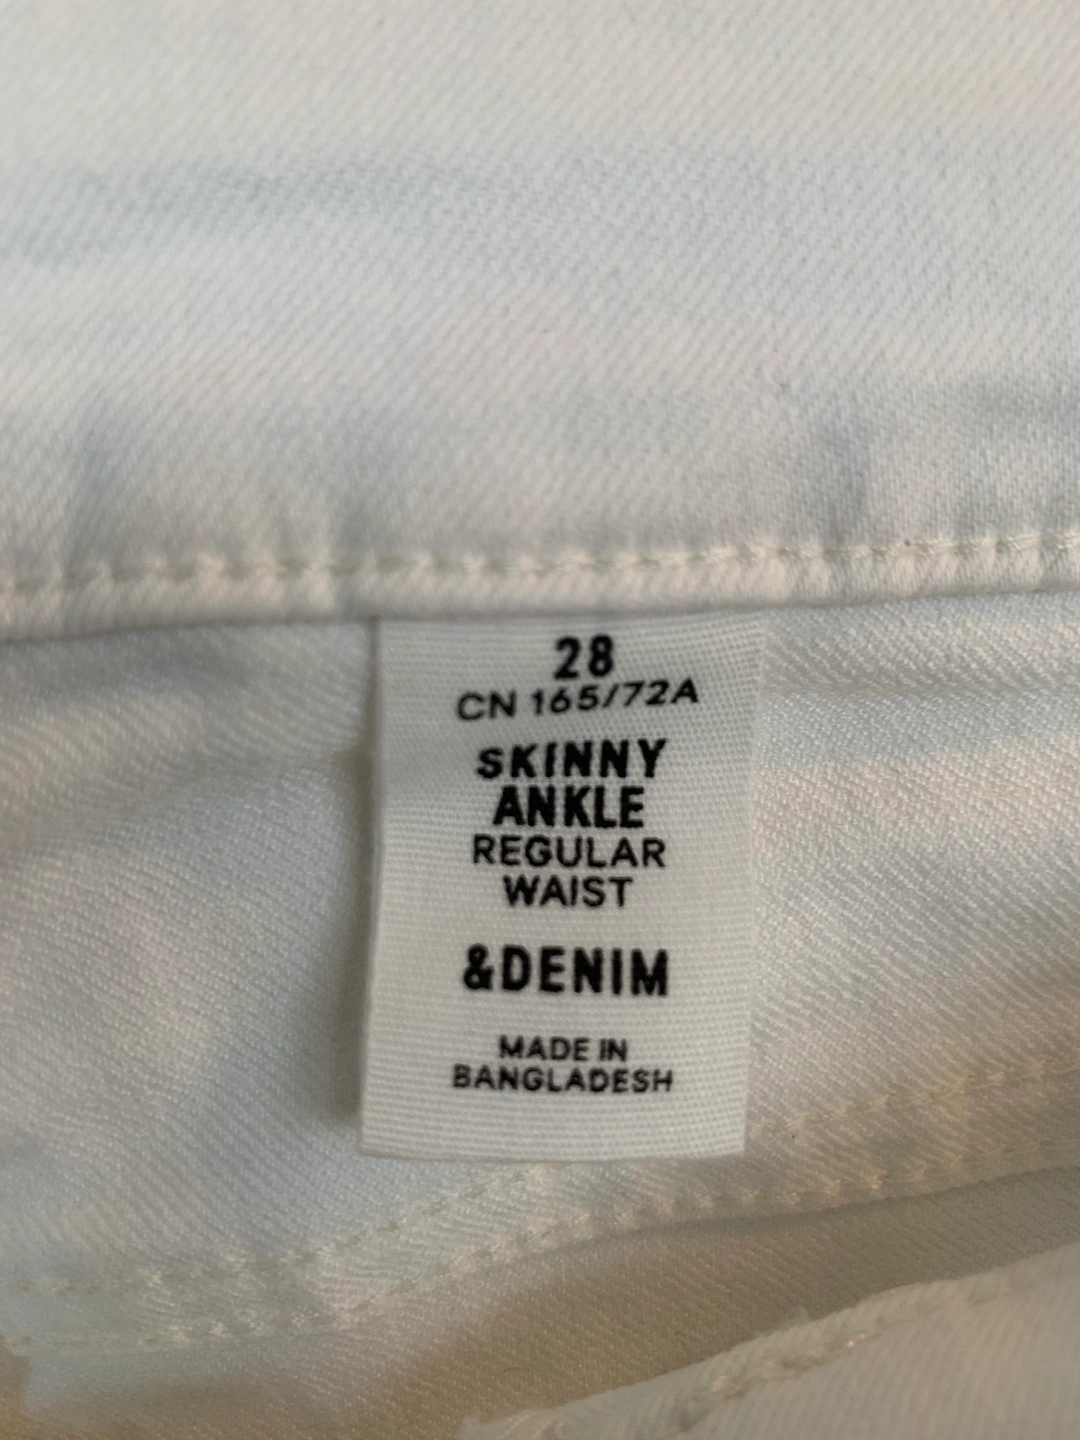 28
CN 165/72A
SKINNY
ANKLE
REGULAR
WAIST
&DENIM
MADE IN
BANGLADESH